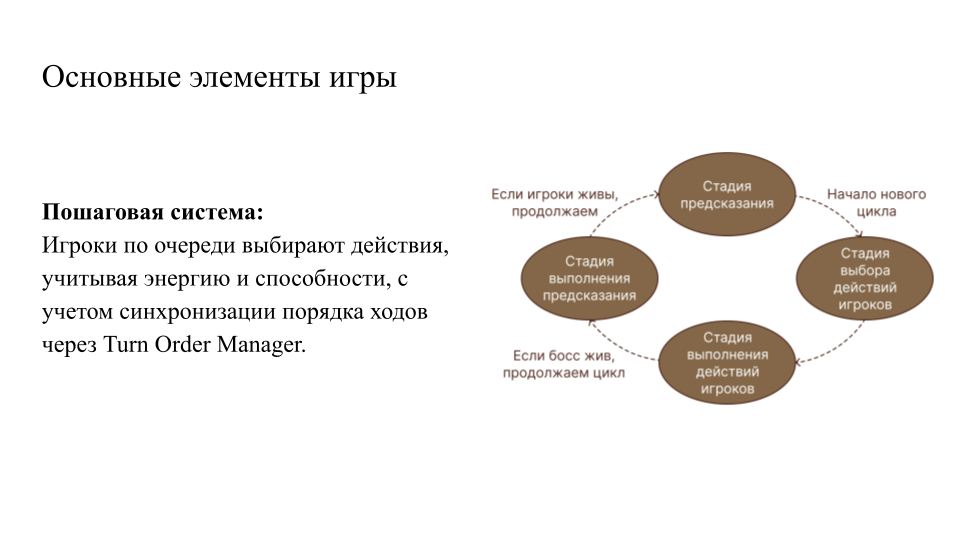 Основные элементы игры
Пошаговая система:
Игроки по очереди выбирают действия,
учитывая энергию и способности, с
учетом синхронизации порядка ходов
через Turn Order Manager.
Стадия
предсказания
Начало нового
цикла
Стадия
выбора
действий
игроков
Стадия
выполнения
действий
игроков
Если босс жив,
продолжаем цикл
Стадия
выполнения
предсказания
Если игроки живы,
продолжаем